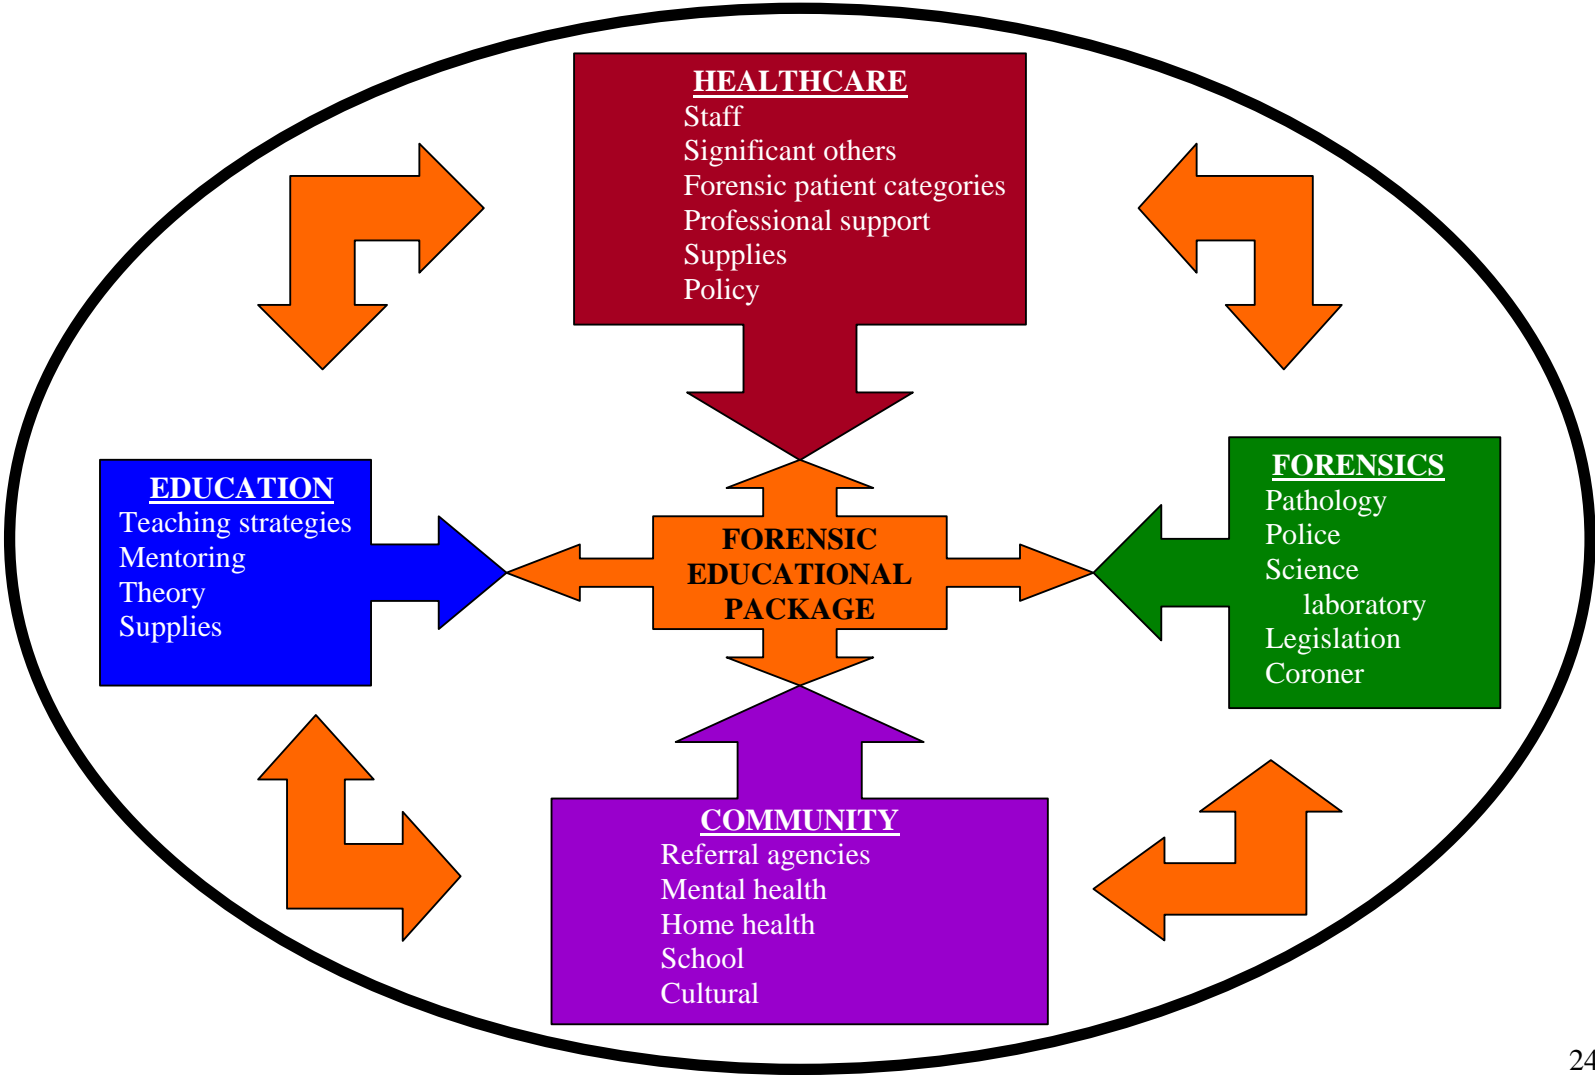 HEALTHCARE
Staff
Significant others
Forensic patient categories
Professional support
Supplies
Policy
EDUCATION
Teaching strategies
Mentoring
Theory
Supplies
FORENSIC
EDUCATIONAL
PACKAGE
FORENSICS
Pathology
Police
Science
laboratory
Legislation
Coroner
COMMUNITY
Referral agencies
Mental health
Home health
School
Cultural
24